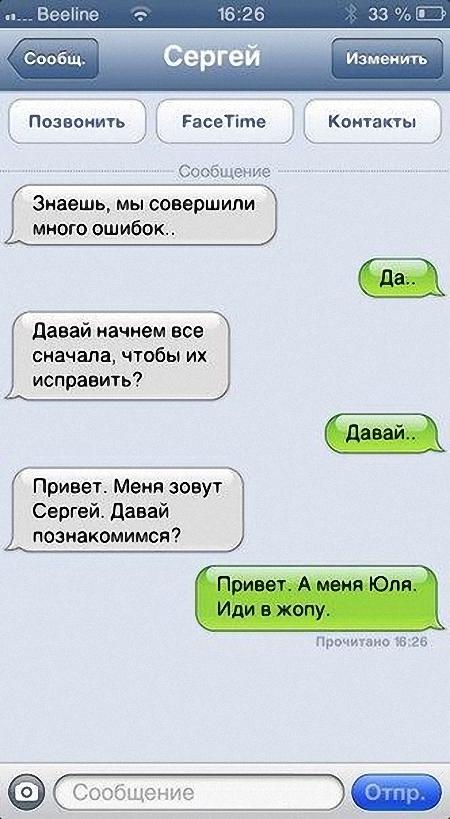 Beeline 16:26 33 %
Сообщ. Сергей Изменить
Позвонить FaceTime Контакты
Сообщение
Знаешь, мы совершили
много ошибок..
Да..
Давай начнем все
сначала, чтобы их
исправить?
Давай..
Привет. Меня зовут
Сергей. Давай
познакомимся?
Привет. А меня Юля.
Иди в жопу.
Прочитано 16:26
Сообщение Отпр.